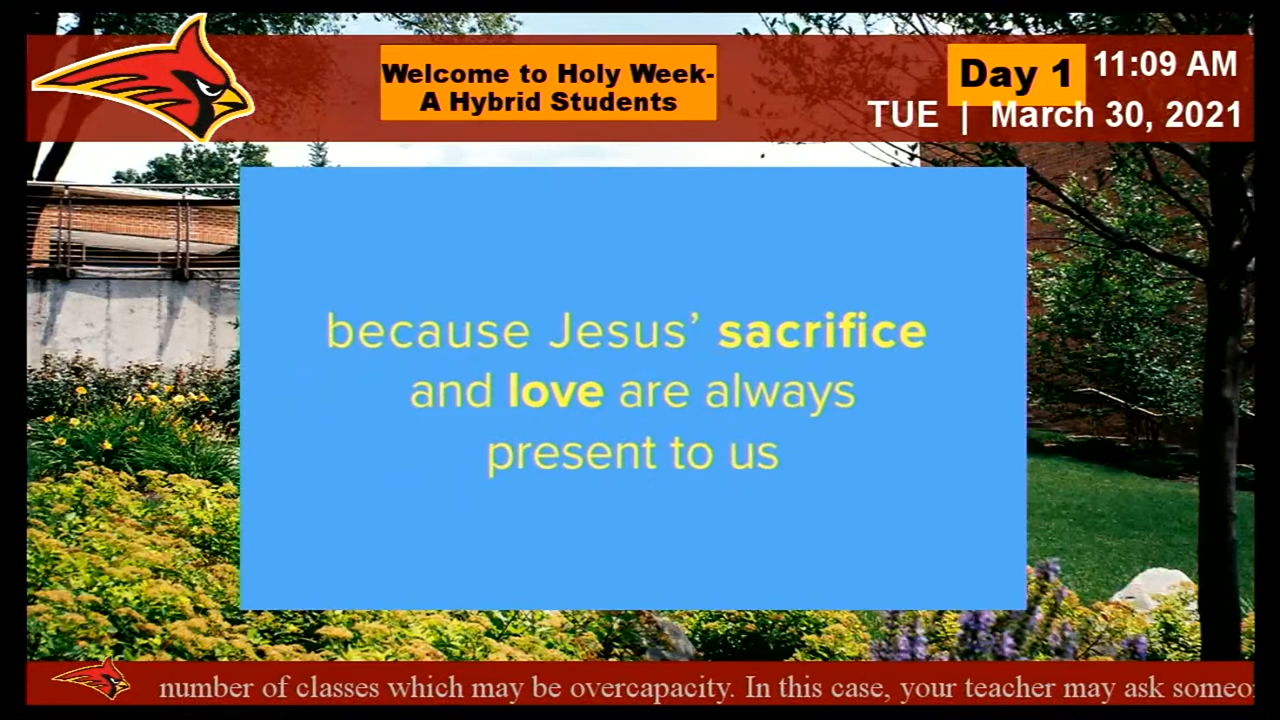 Welcome to Holy Week-
A Hybrid Students
Day 1
11:09 AM
TUE | March 30, 2021
because Jesus’ sacrifice
and love are always
present to us
number of classes which may be overcapacity. In this case, your teacher may ask